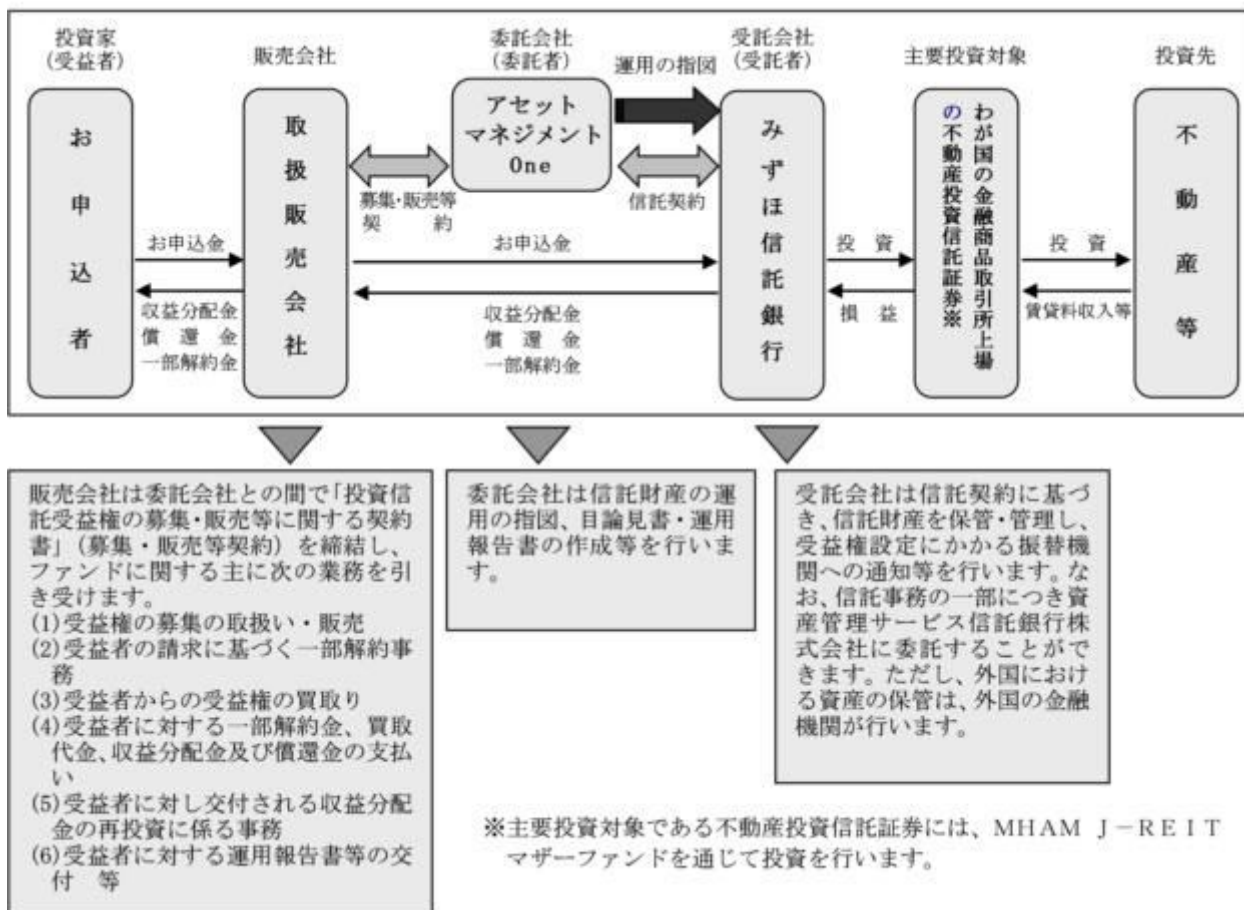 投資家
(受益者)
販売会社
委託会社
(委託者)
運用の指図
受託会社
(受託者)
主要投資対象
投資先
お申込者
取扱販売会社
アセット
マネジメント
One
みずほ信託銀行
わが国の金融商品取引所上場
の不動産投資信託証券※
不動産等
募集・販売等
契　約
信託契約
お申込金
収益分配金
償　還　金
一部解約金
お申込金
収益分配金
償　還　金
一部解約金
投　資
損　益
投　資
賃貸料収入等
販売会社は委託会社との間で「投資信
託受益権の募集・販売等に関する契約
書」（募集・販売等契約）を締結し、
ファンドに関する主に次の業務を引
き受けます。
(1)受益権の募集の取扱い・販売
(2)受益者の請求に基づく一部解約事
務
(3)受益者からの受益権の買取り
(4)受益者に対する一部解約金、買取
代金、収益分配金及び償還金の支払
い
(5)受益者に対し交付される収益分配
金の再投資に係る事務
(6)受益者に対する運用報告書等の交
付　等
委託会社は信託財産の運
用の指図、目論見書・運用
報告書の作成等を行いま
す。
受託会社は信託契約に基づ
き、信託財産を保管・管理し、
受益権設定にかかる振替機
関への通知等を行います。な
お、信託事務の一部につき資
産管理サービス信託銀行株
式会社に委託することがで
きます。ただし、外国におけ
る資産の保管は、外国の金融
機関が行います。
※主要投資対象である不動産投資信託証券には、ＭＨＡＭ　Ｊ－ＲＥＩＴ
マザーファンドを通じて投資を行います。